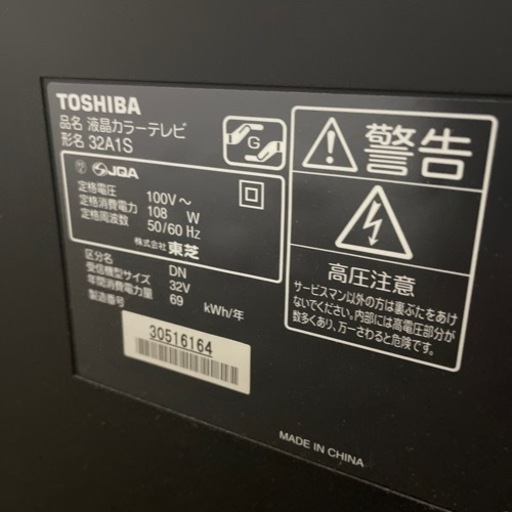 TOSHIBA
品名 液晶カラーテレビ
形名 32A1S
G
JQA
定格電圧 100V～
定格消費電力 108 W
定格周波数 50/60 Hz
株式会社 東芝
区分名 DN
受信機型サイズ 32V
年間消費電力量 69 kWh/年
製造番号
30516164
警告
高圧注意
サービスマン以外の方は裏ぶたをあけ
ないでください。内部には高電圧部分が
数多くあり、万一さわると危険です。
MADE IN CHINA